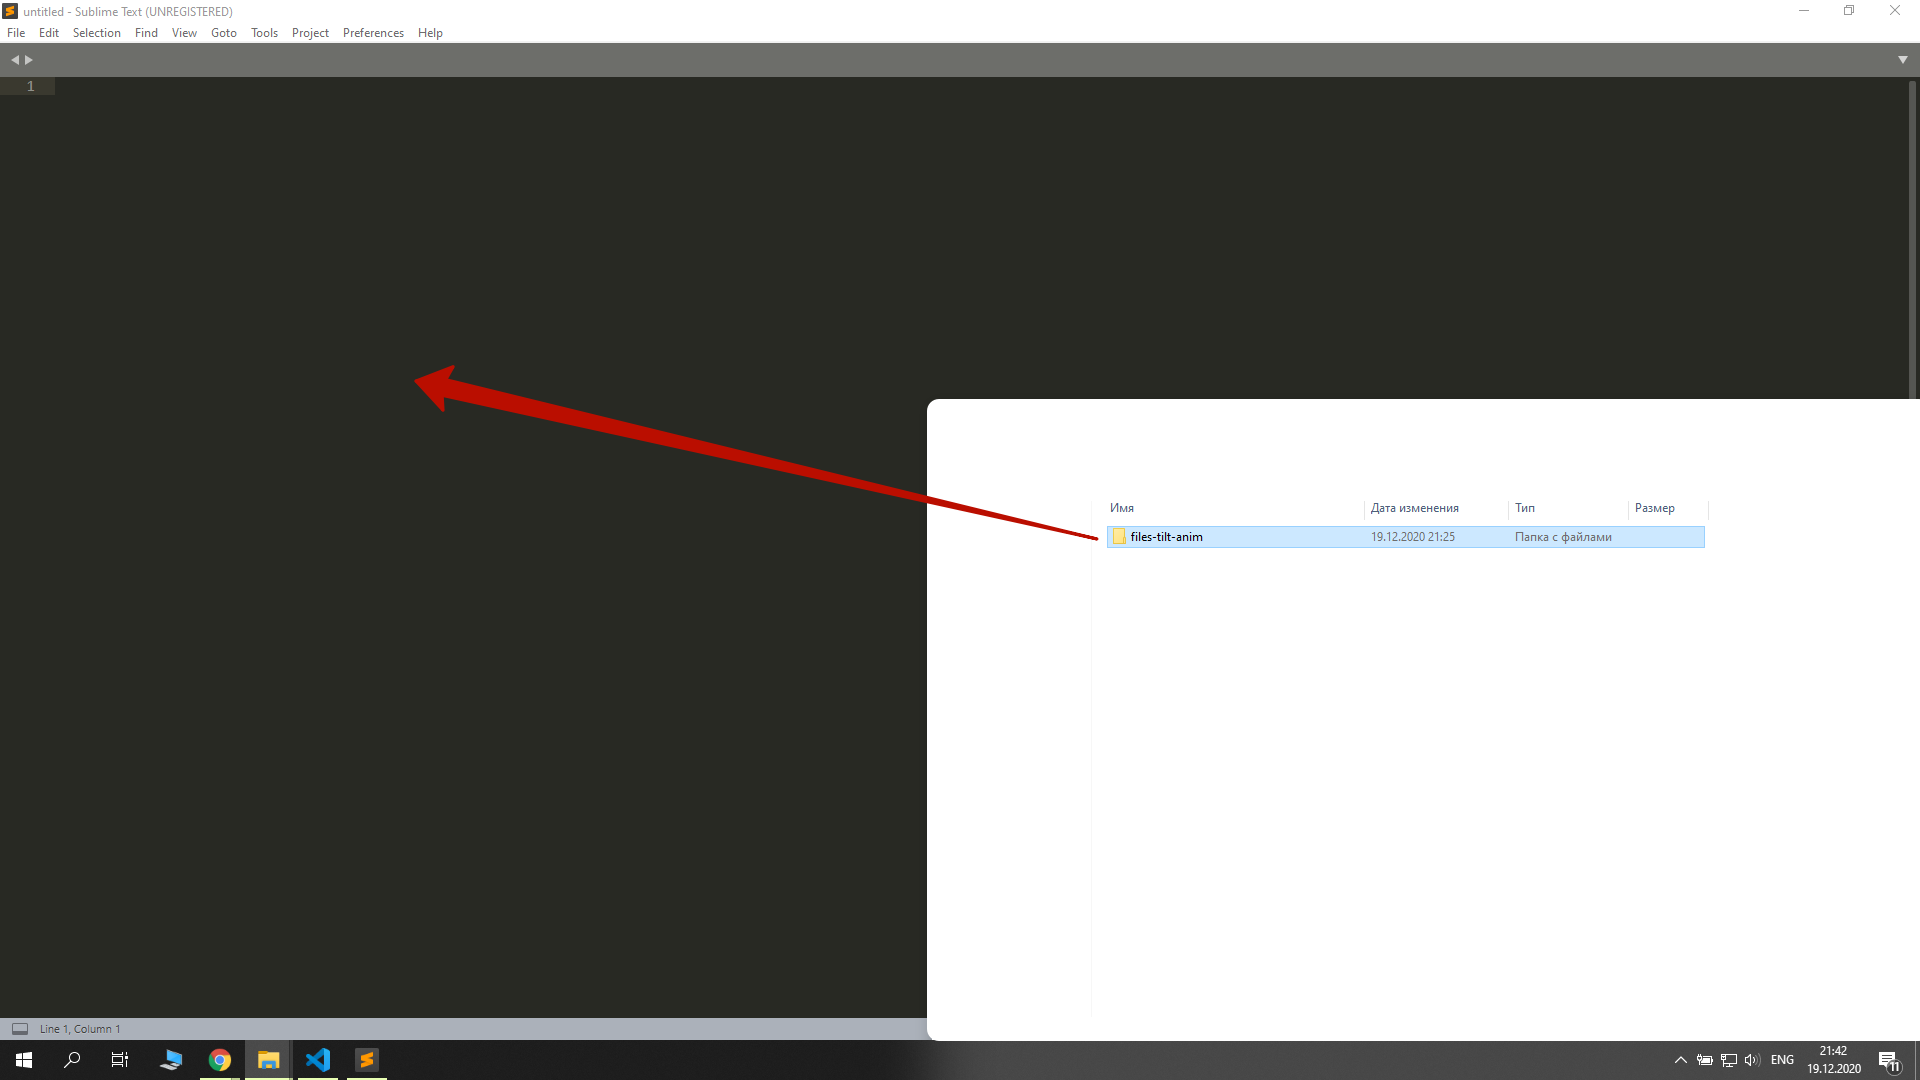 untitled - Sublime Text (UNREGISTERED)
File Edit Selection Find View Goto Tools Project Preferences Help
1
Имя Дата изменения Тип Размер
files-tilt-anim 19.12.2020 21:25 Папка с файлами
Line 1, Column 1
ENG
21:42
19.12.2020
11